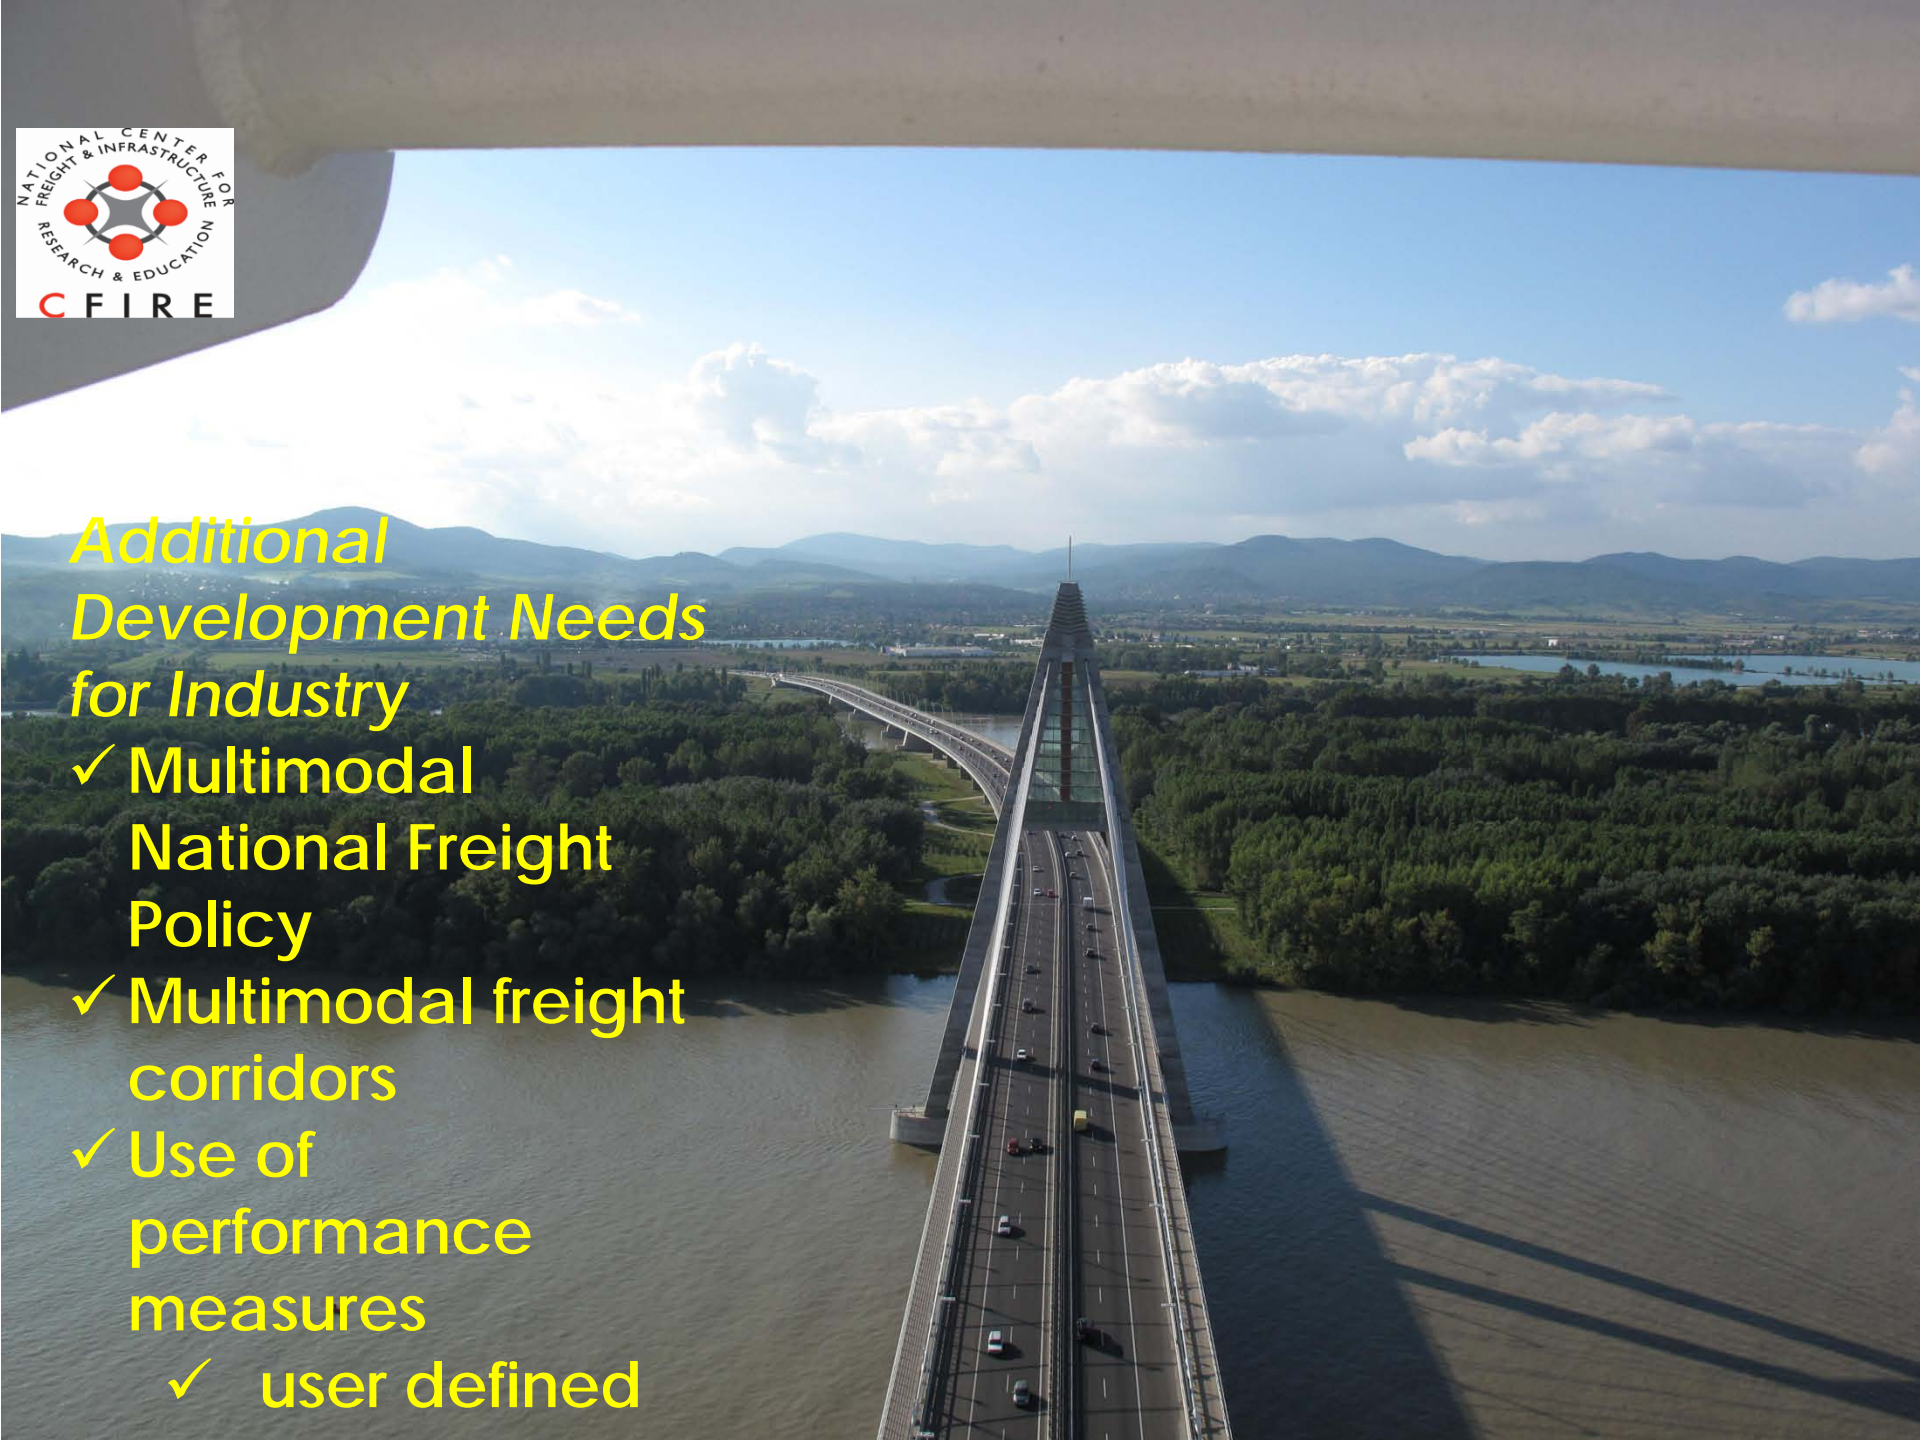 NATIONAL CENTER FOR
FREIGHT & INFRASTRUCTURE
RESEARCH & EDUCATION
CFIRE
Additional
Development Needs
for Industry
✓ Multimodal
National Freight
Policy
✓ Multimodal freight
corridors
✓ Use of
performance
measures
✓ user defined